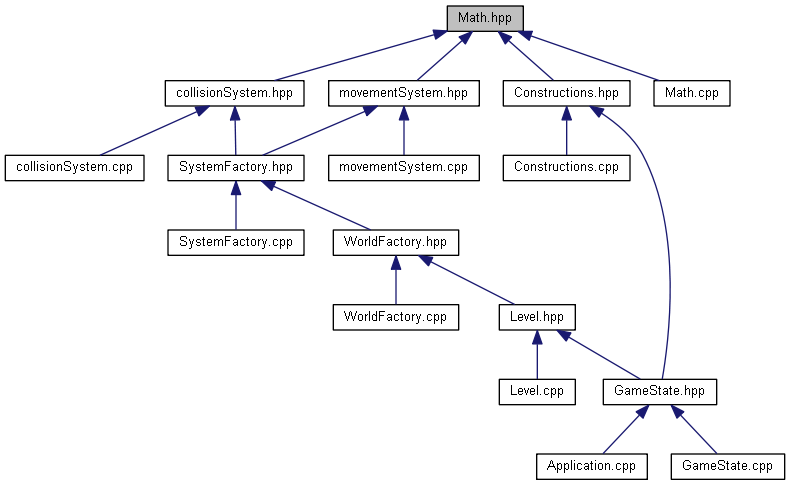 Math.hpp
collisionSystem.hpp
movementSystem.hpp
Constructions.hpp
Math.cpp
collisionSystem.cpp
SystemFactory.hpp
movementSystem.cpp
Constructions.cpp
SystemFactory.cpp
WorldFactory.hpp
WorldFactory.cpp
Level.hpp
Level.cpp
GameState.hpp
Application.cpp
GameState.cpp